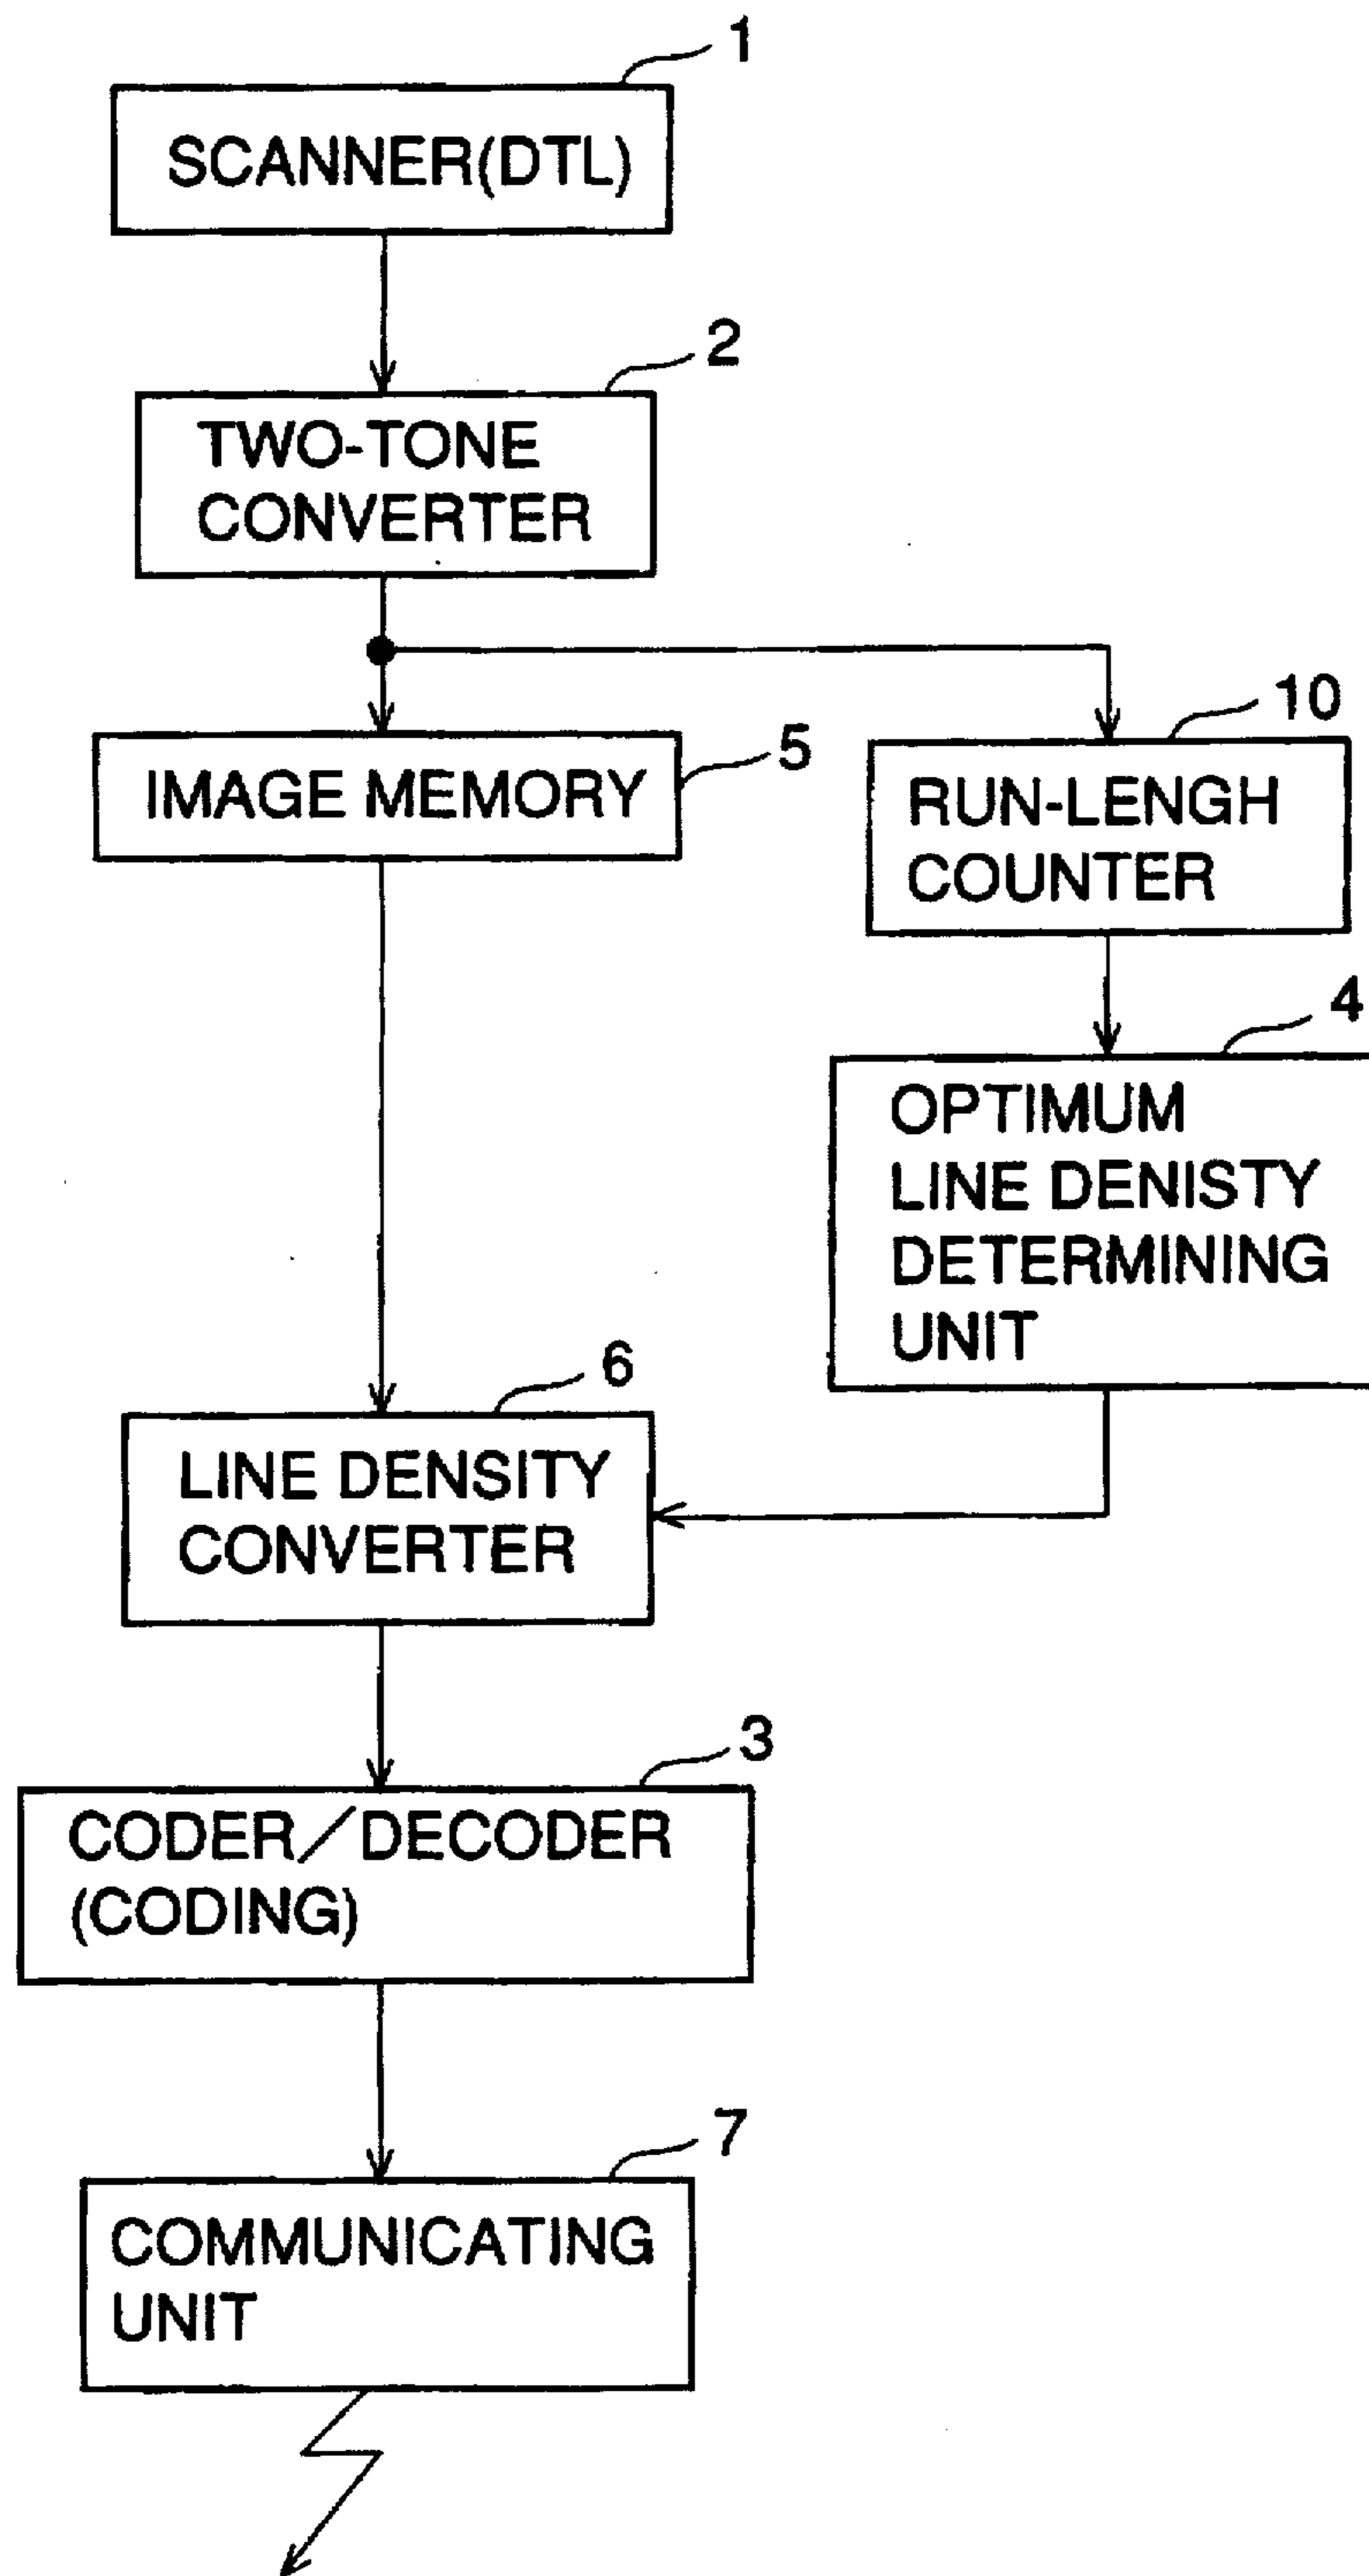 1
SCANNER(DTL)
2
TWO-TONE
CONVERTER
5
IMAGE MEMORY
10
RUN-LENGH
COUNTER
4
OPTIMUM
LINE DENISTY
DETERMINING
UNIT
6
LINE DENSITY
CONVERTER
3
CODER/DECODER
(CODING)
7
COMMUNICATING
UNIT